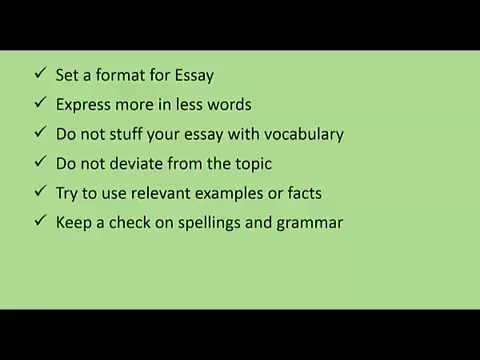 ✓ Set a format for Essay
✓ Express more in less words
✓ Do not stuff your essay with vocabulary
✓ Do not deviate from the topic
✓ Try to use relevant examples or facts
✓ Keep a check on spellings and grammar